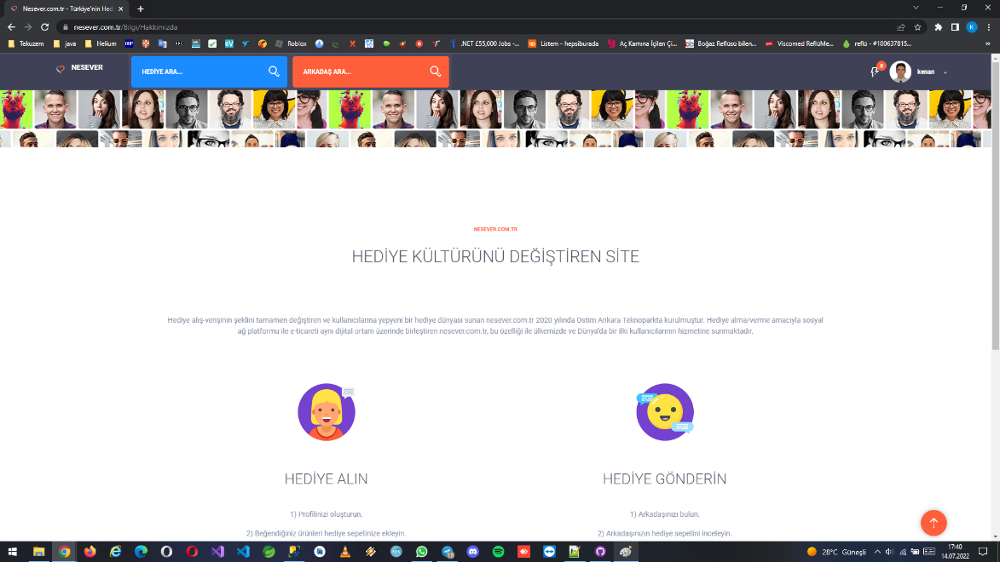 Nesever.com.tr - Türkiye'nin Hed
nesever.com.tr/Bilgi/Hakkimizda
Tekuzem
java
Helium
Roblox
.NET £55,000 Jobs -...
Listem - hepsiburada
Aç Karnına İçilen Çi...
Boğaz Reflüsü bilen...
Viscomed RefluMe...
reflü - #100637815...
»
NESEVER
HEDİYE ARA...
ARKADAŞ ARA...
0
kenan
NESEVER.COM.TR
HEDİYE KÜLTÜRÜNÜ DEĞİŞTİREN SİTE
Hediye alış-verişinin şeklini tamamen değiştiren ve kullanıcılarına yepyeni bir hediye dünyası sunan nesever.com.tr 2020 yılında Ostim Ankara Teknoparkta kurulmuştur. Hediye alma/verme amacıyla sosyal
ağ platformu ile e-ticareti aynı dijital ortam üzerinde birleştiren nesever.com.tr, bu özelliği ile ülkemizde ve Dünya'da bir ilki kullanıcılarının hizmetine sunmaktadır.
HEDİYE ALIN
HEDİYE GÖNDERİN
1) Profilinizi oluşturun.
1) Arkadaşınızı bulun.
2) Beğendiğiniz ürünleri hediye sepetinize ekleyin.
2) Arkadaşınızın hediye sepetini inceleyin.
28°C Güneşli
17:40
14.07.2022